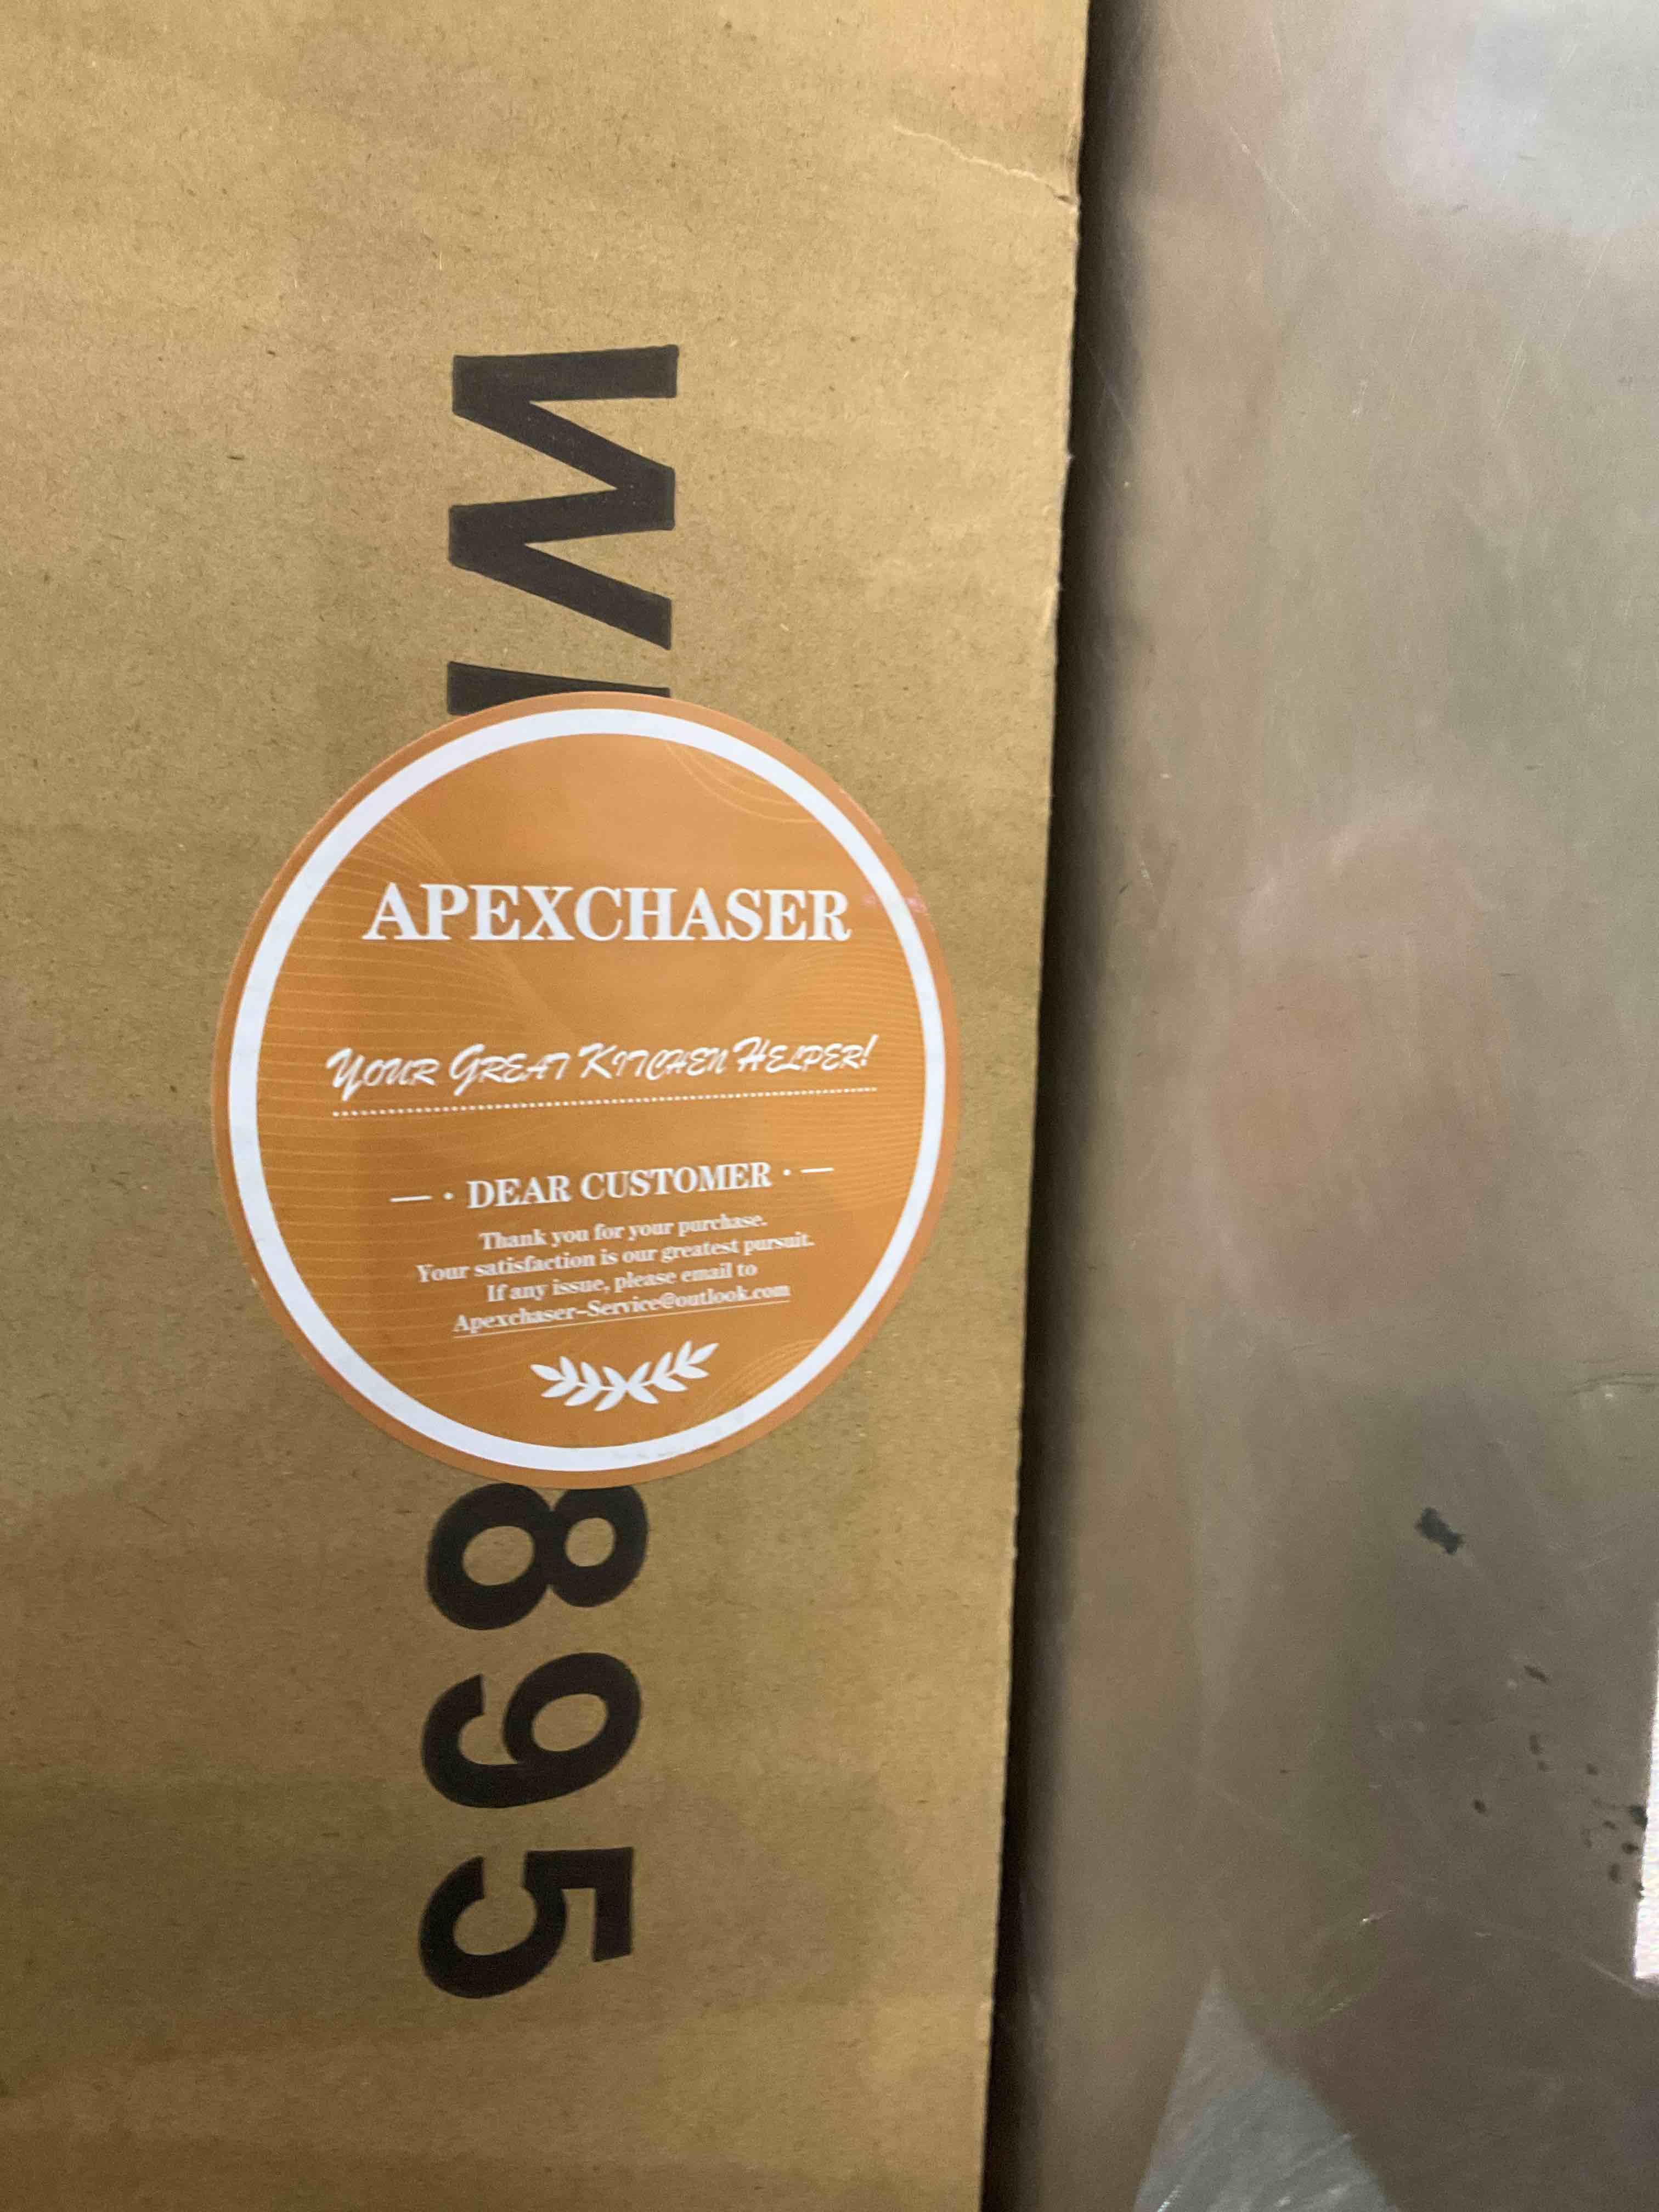 W
APEXCHASER
YOUR GREAT KITCHEN HELPER!
— · DEAR CUSTOMER · —
Thank you for your purchase.
Your satisfaction is our greatest pursuit.
If any issue, please email to
Apexchaser-Service@outlook.com
895